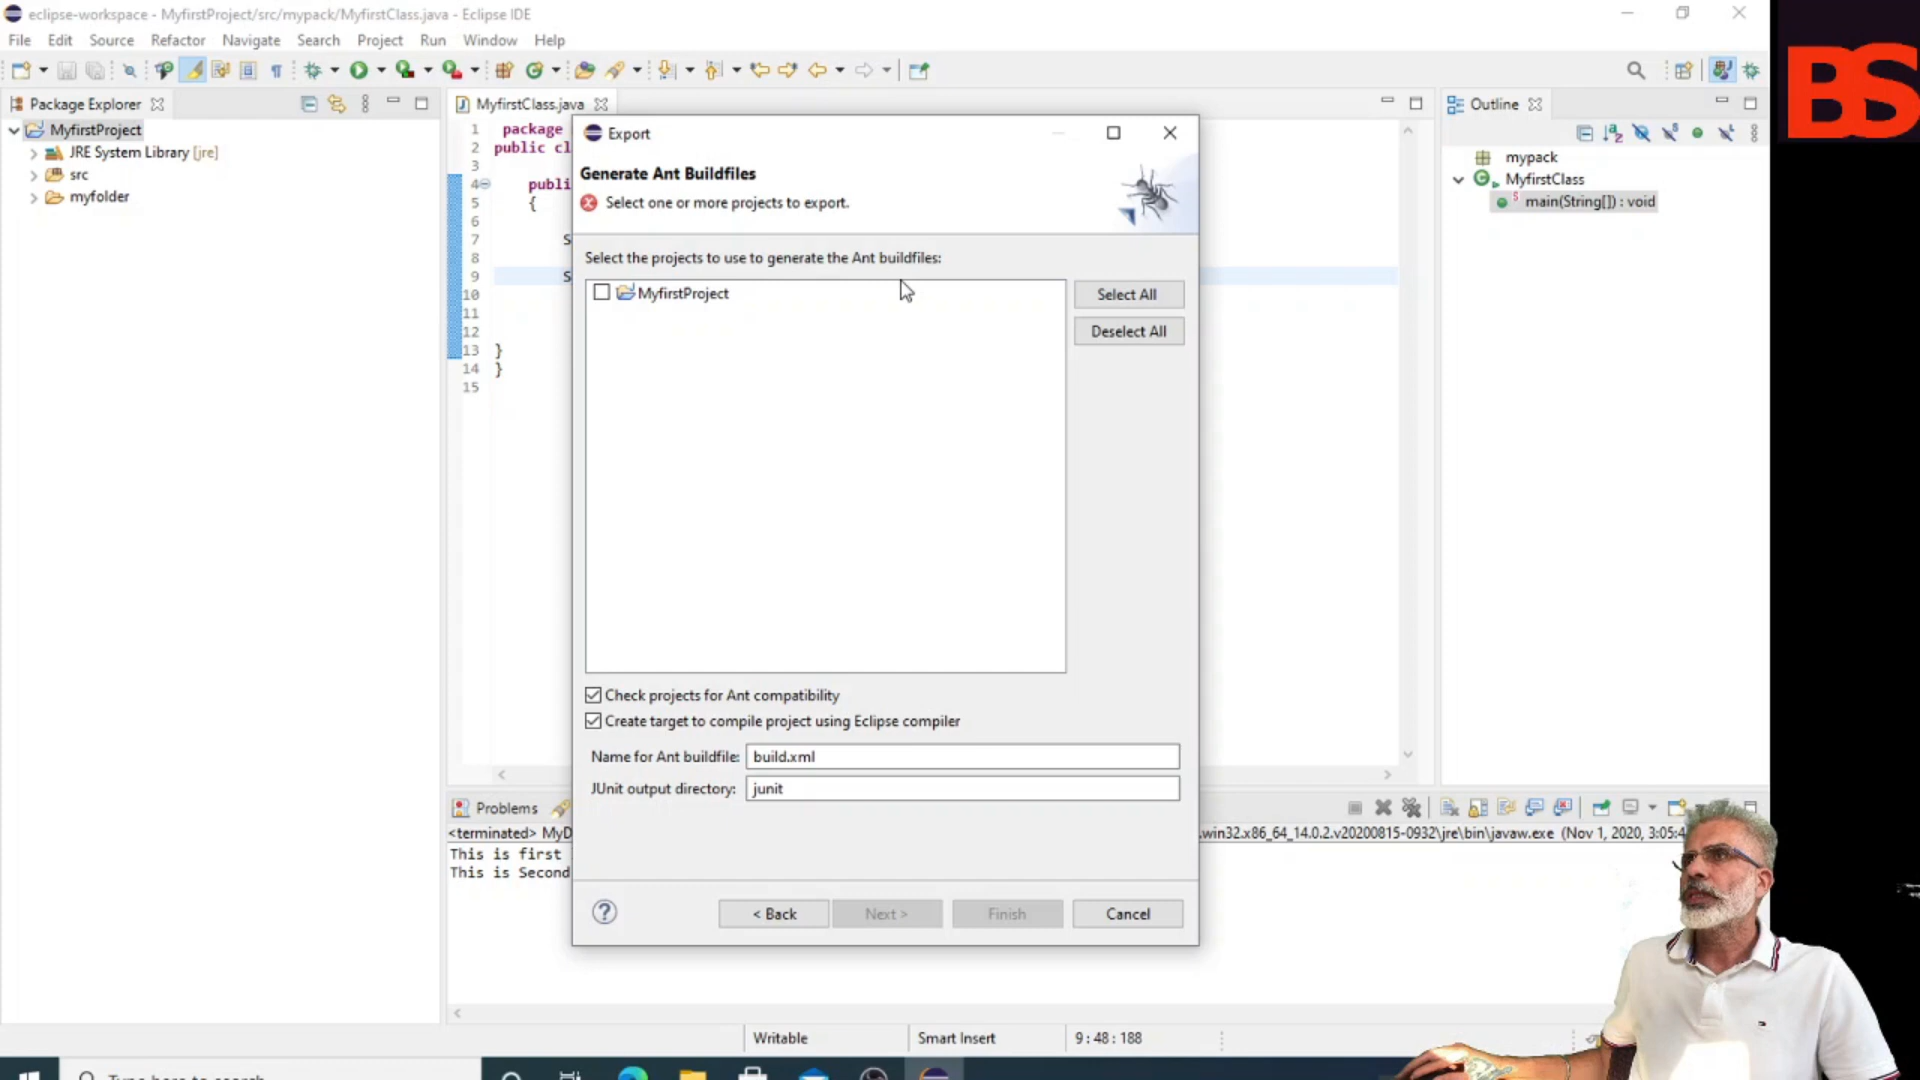 eclipse-workspace - MyfirstProject/src/mypack/MyfirstClass.java - Eclipse IDE
File Edit Source Refactor Navigate Search Project Run Window Help
BS
Package Explorer
MyfirstProject
JRE System Library [jre]
src
myfolder
MyfirstClass.java
1 package
2 public cl
3
4 publi
5 {
6
7 S
8
9 S
10
11
12
13 }
14 }
15
Export
Generate Ant Buildfiles
Select one or more projects to export.
Select the projects to use to generate the Ant buildfiles:
MyfirstProject
Select All
Deselect All
Check projects for Ant compatibility
Create target to compile project using Eclipse compiler
Name for Ant buildfile: build.xml
JUnit output directory: junit
< Back Next > Finish Cancel
Outline
mypack
MyfirstClass
main(String[]) : void
Problems
<terminated> MyD
.win32.x86_64_14.0.2.v20200815-0932\jre\bin\javaw.exe (Nov 1, 2020, 3:05:4
This is first
This is Second
Writable Smart Insert 9 : 48 : 188
Type here to search